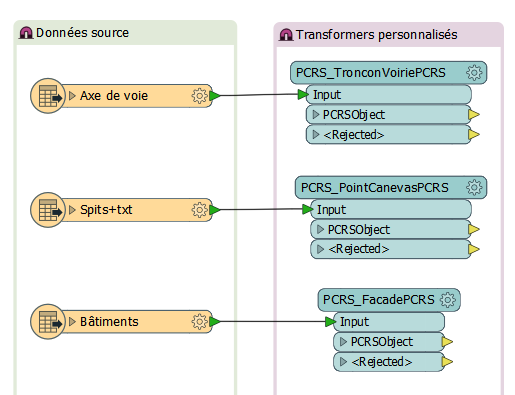 Données source
Transformers personnalisés
Axe de voie
PCRS_TronconVoiriePCRS
Input
PCRSObject
<Rejected>
Spits+txt
PCRS_PointCanevasPCRS
Input
PCRSObject
<Rejected>
Bâtiments
PCRS_FacadePCRS
Input
PCRSObject
<Rejected>